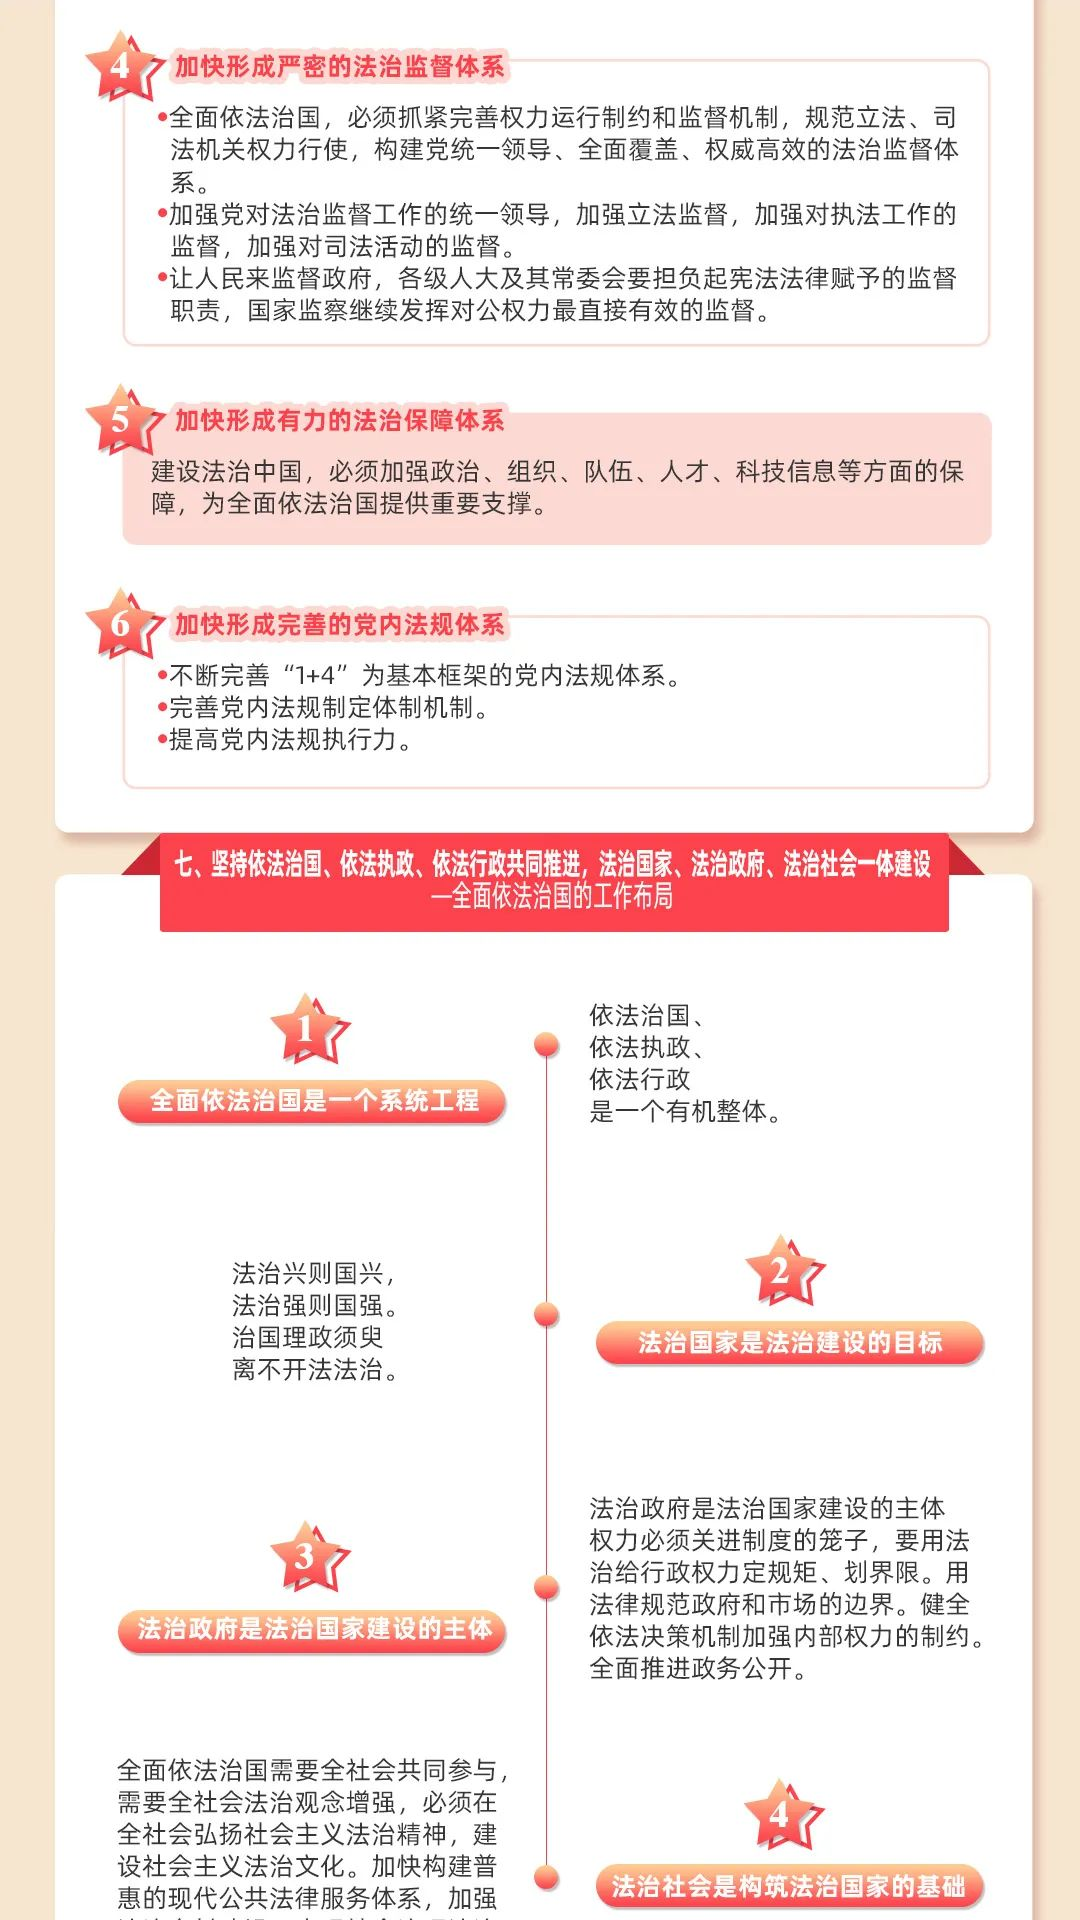 4
加快形成严密的法治监督体系
•全面依法治国，必须抓紧完善权力运行制约和监督机制，规范立法、司
法机关权力行使，构建党统一领导、全面覆盖、权威高效的法治监督体
系。
•加强党对法治监督工作的统一领导，加强立法监督，加强对执法工作的
监督，加强对司法活动的监督。
•让人民来监督政府，各级人大及其常委会要担负起宪法法律赋予的监督
职责，国家监察继续发挥对公权力最直接有效的监督。
5
加快形成有力的法治保障体系
建设法治中国，必须加强政治、组织、队伍、人才、科技信息等方面的保
障，为全面依法治国提供重要支撑。
6
加快形成完善的党内法规体系
•不断完善“1+4”为基本框架的党内法规体系。
•完善党内法规制定体制机制。
•提高党内法规执行力。
七、坚持依法治国、依法执政、依法行政共同推进，法治国家、法治政府、法治社会一体建设
—全面依法治国的工作布局
1
全面依法治国是一个系统工程
依法治国、
依法执政、
依法行政
是一个有机整体。
法治兴则国兴，
法治强则国强。
治国理政须臾
离不开法法治。
2
法治国家是法治建设的目标
3
法治政府是法治国家建设的主体
法治政府是法治国家建设的主体
权力必须关进制度的笼子，要用法
治给行政权力定规矩、划界限。用
法律规范政府和市场的边界。健全
依法决策机制加强内部权力的制约。
全面推进政务公开。
全面依法治国需要全社会共同参与，
需要全社会法治观念增强，必须在
全社会弘扬社会主义法治精神，建
设社会主义法治文化。加快构建普
惠的现代公共法律服务体系，加强
4
法治社会是构筑法治国家的基础